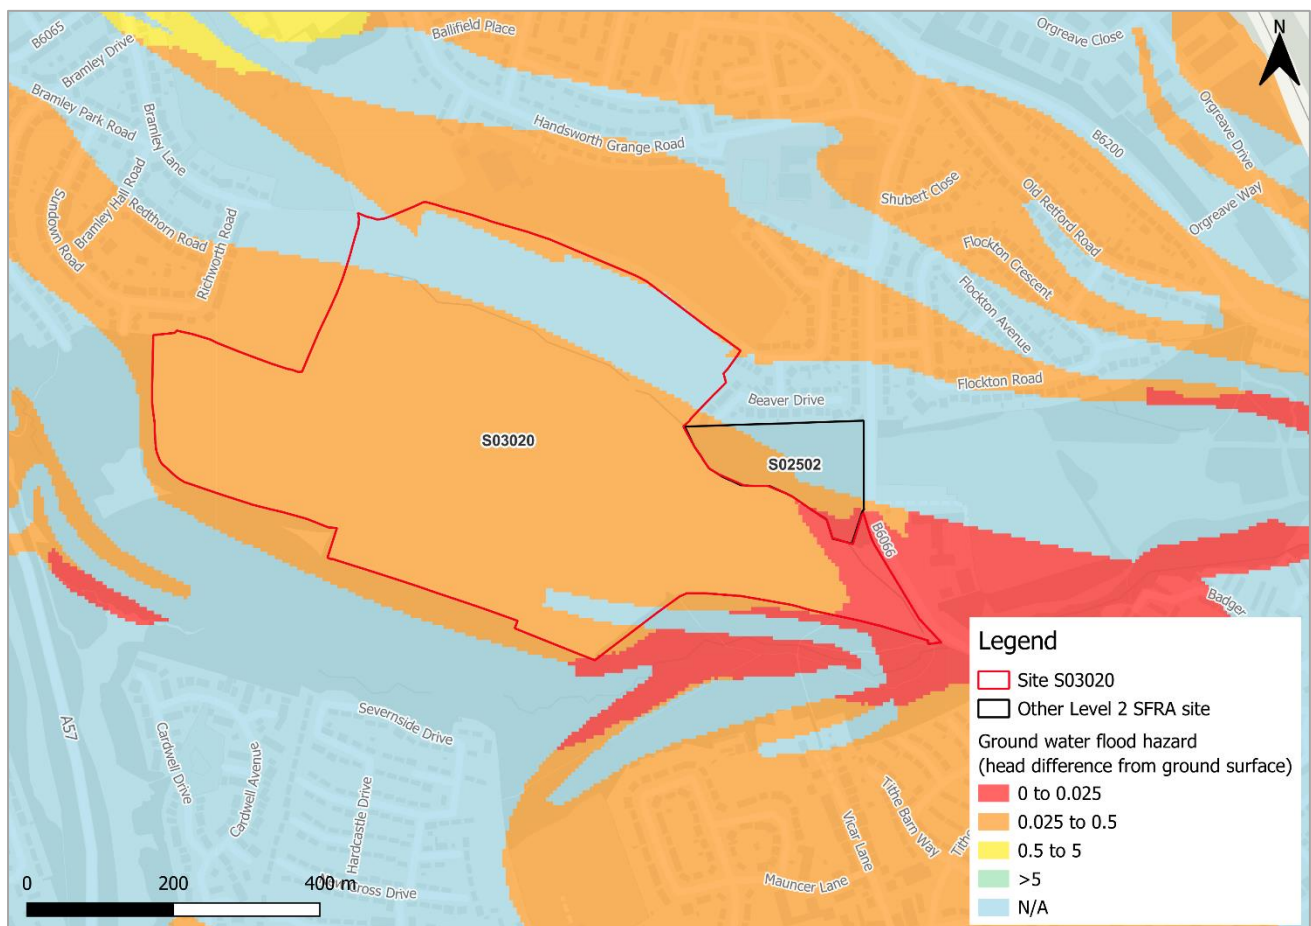 N
B6065
Ballifield Place
Orgreave Close
Bramley Drive
Bramley Park Road
Bramley Lane
Handsworth Grange Road
B6200
Orgreave Drive
Sundown Road
Bramley Hall Road
Redthorn Road
Richworth Road
Shubert Close
Old Retford Road
Orgreave Way
Flockton Crescent
Flockton Avenue
Flockton Road
Beaver Drive
S03020
S02502
B6066
Badger
A57
Severnside Drive
Cardwell Drive
Cardwell Avenue
Hardcastle Drive
Cross Drive
Tithe Barn Way
Vicar Lane
Mauncer Lane
Legend
Site S03020
Other Level 2 SFRA site
Ground water flood hazard
(head difference from ground surface)
0 to 0.025
0.025 to 0.5
0.5 to 5
>5
N/A
0 200 400 m